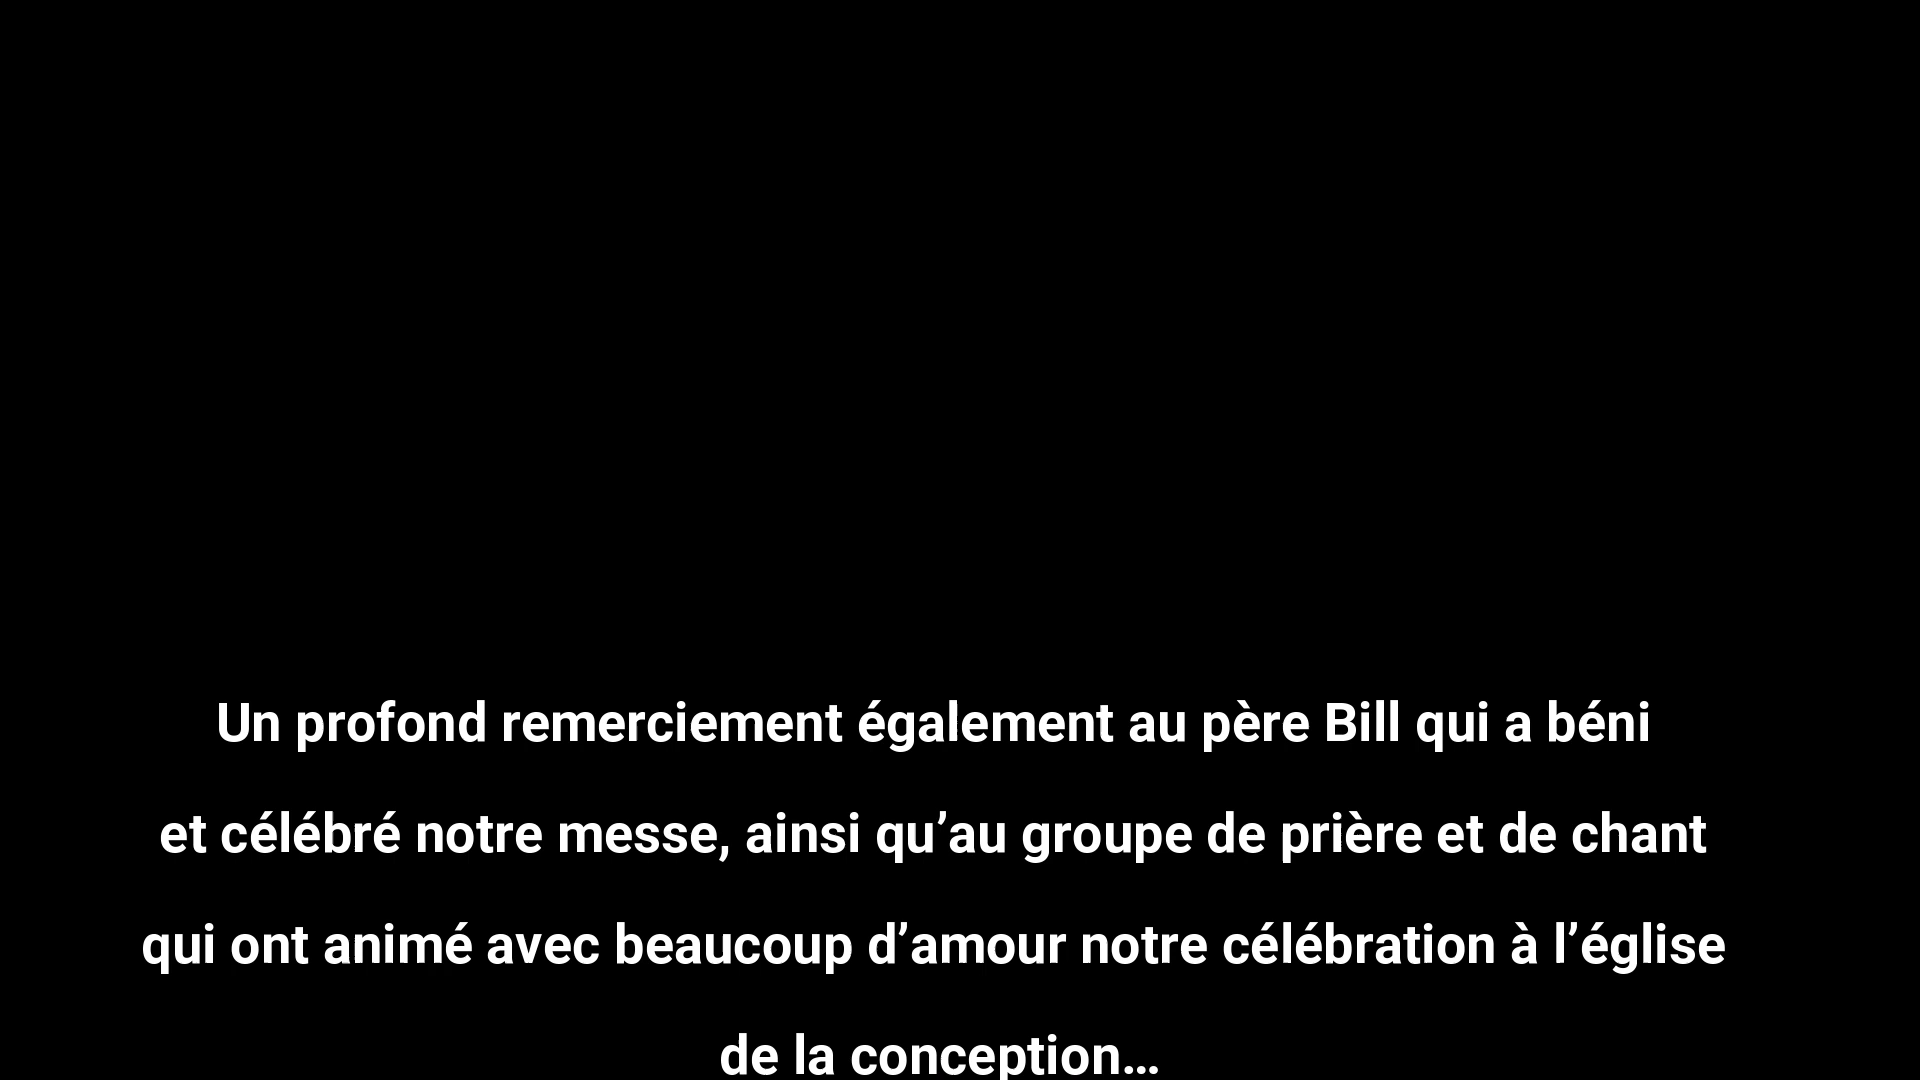 Un profond remerciement également au père Bill qui a béni
et célébré notre messe, ainsi qu’au groupe de prière et de chant
qui ont animé avec beaucoup d’amour notre célébration à l’église
de la conception…